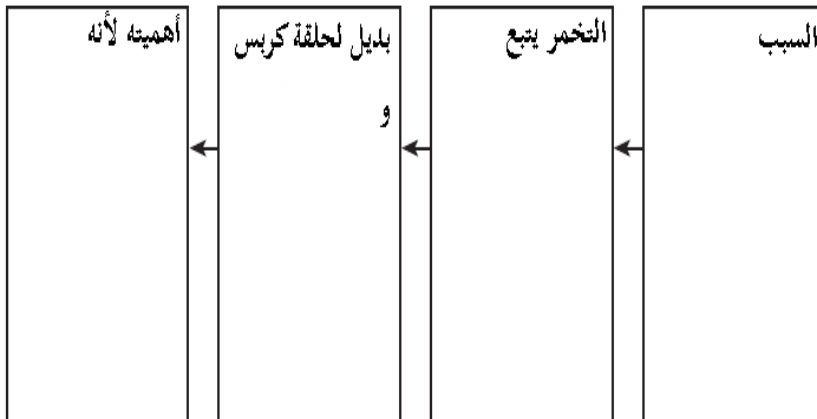 السبب
التخمر يتبع
بديل لحلقة كربس
و
أهميته لأنه